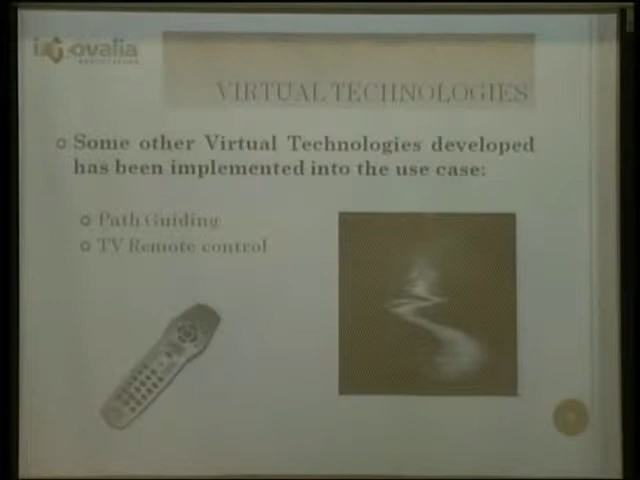 innovalia
VIRTUAL TECHNOLOGIES
Some other Virtual Technologies developed
has been implemented into the use case:
Path Guiding
TV Remote control